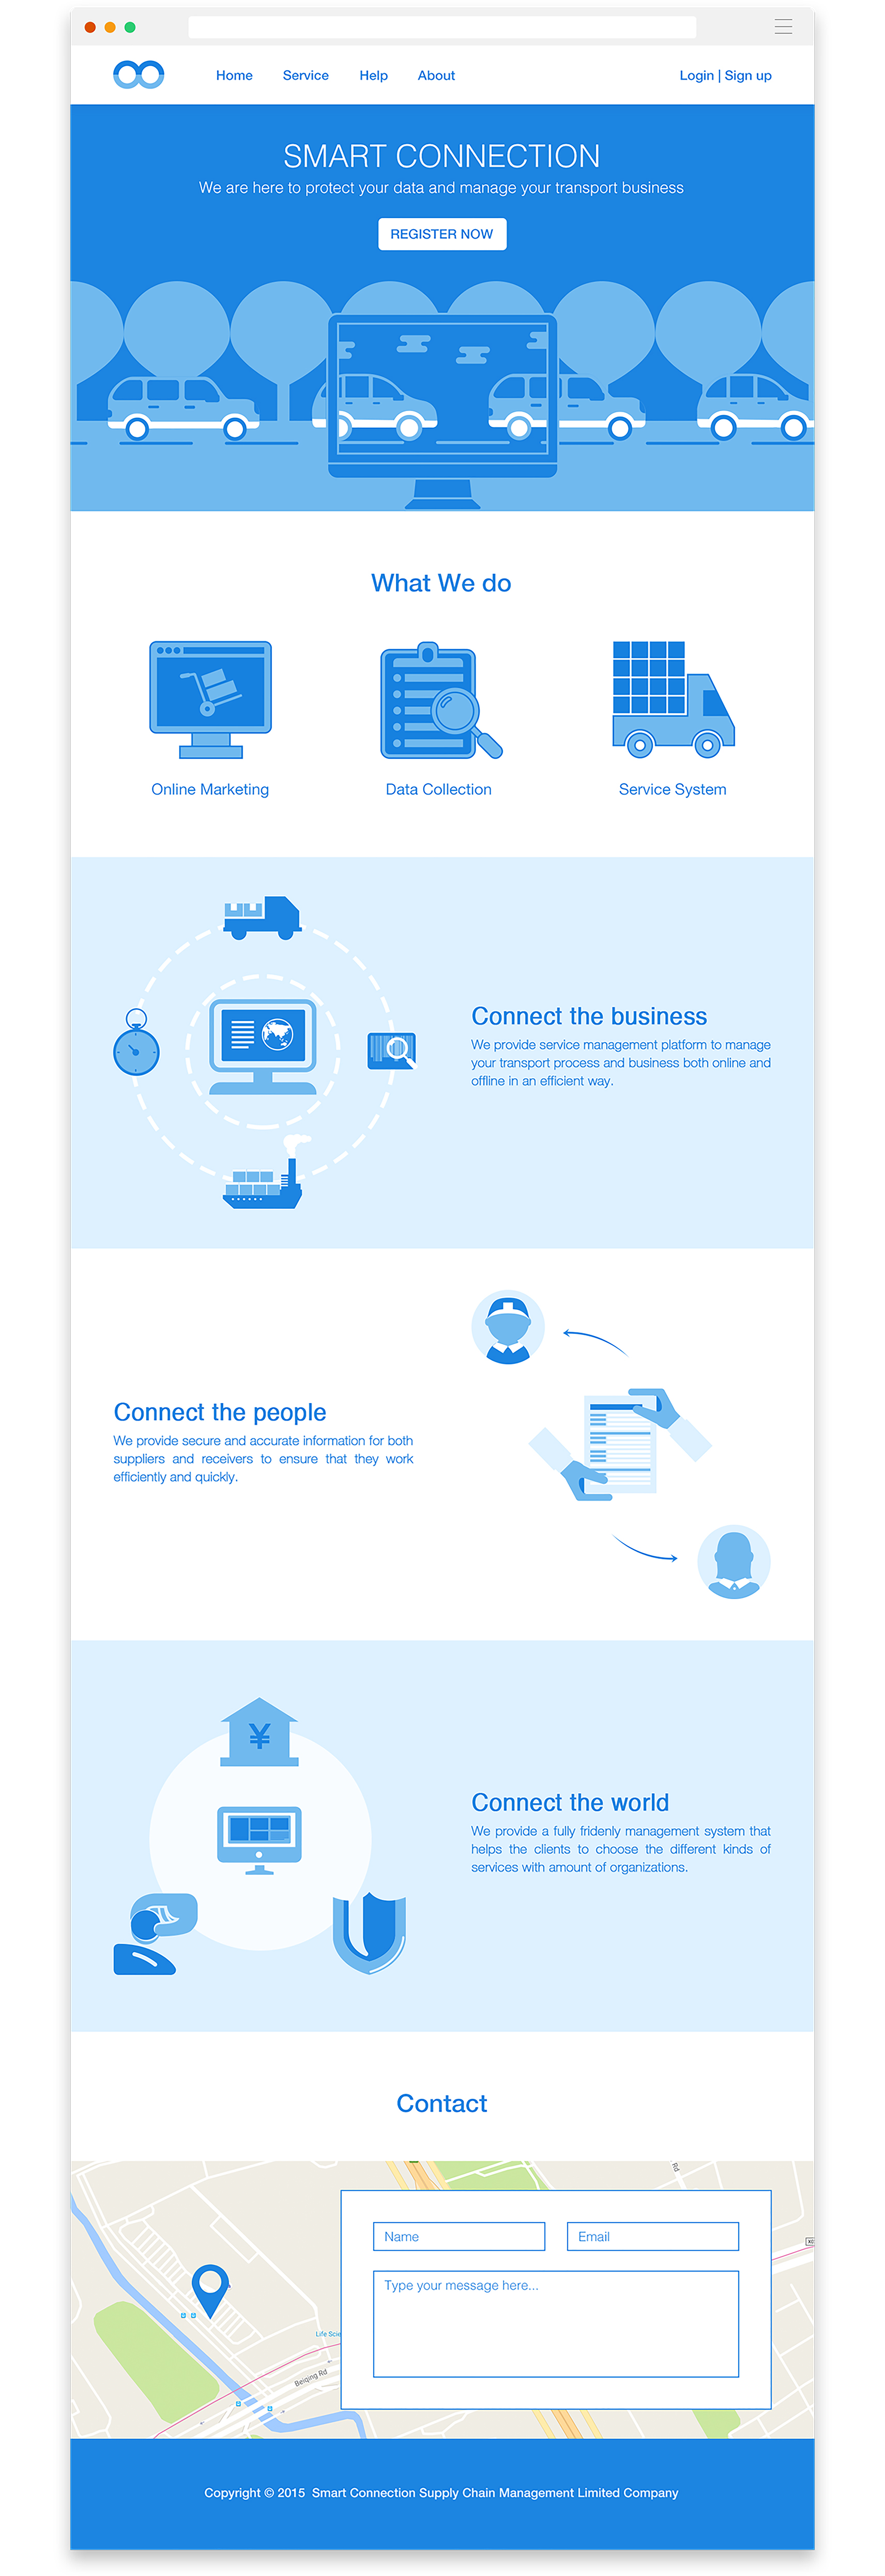 Home Service Help About Login | Sign up
SMART CONNECTION
We are here to protect your data and manage your transport business
REGISTER NOW
What We do
Online Marketing
Data Collection
Service System
Connect the business
We provide service management platform to manage
your transport process and business both online and
offline in an efficient way.
Connect the people
We provide secure and accurate information for both
suppliers and receivers to ensure that they work
efficiently and quickly.
¥
Connect the world
We provide a fully fridenly management system that
helps the clients to choose the different kinds of
services with amount of organizations.
Contact
Rd
Name
Email
Type your message here...
Life Scie
Beiqing Rd
Copyright © 2015 Smart Connection Supply Chain Management Limited Company